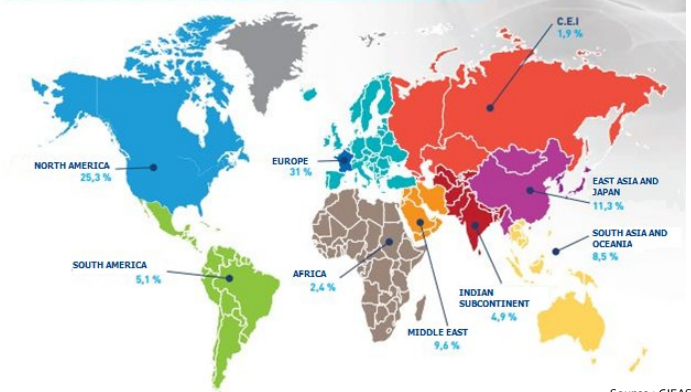 C.E.I
1,9 %
NORTH AMERICA
25,3 %
EUROPE
31 %
EAST ASIA AND
JAPAN
11,3 %
SOUTH ASIA AND
OCEANIA
8,5 %
SOUTH AMERICA
5,1 %
AFRICA
2,4 %
INDIAN
SUBCONTINENT
4,9 %
MIDDLE EAST
9,6 %